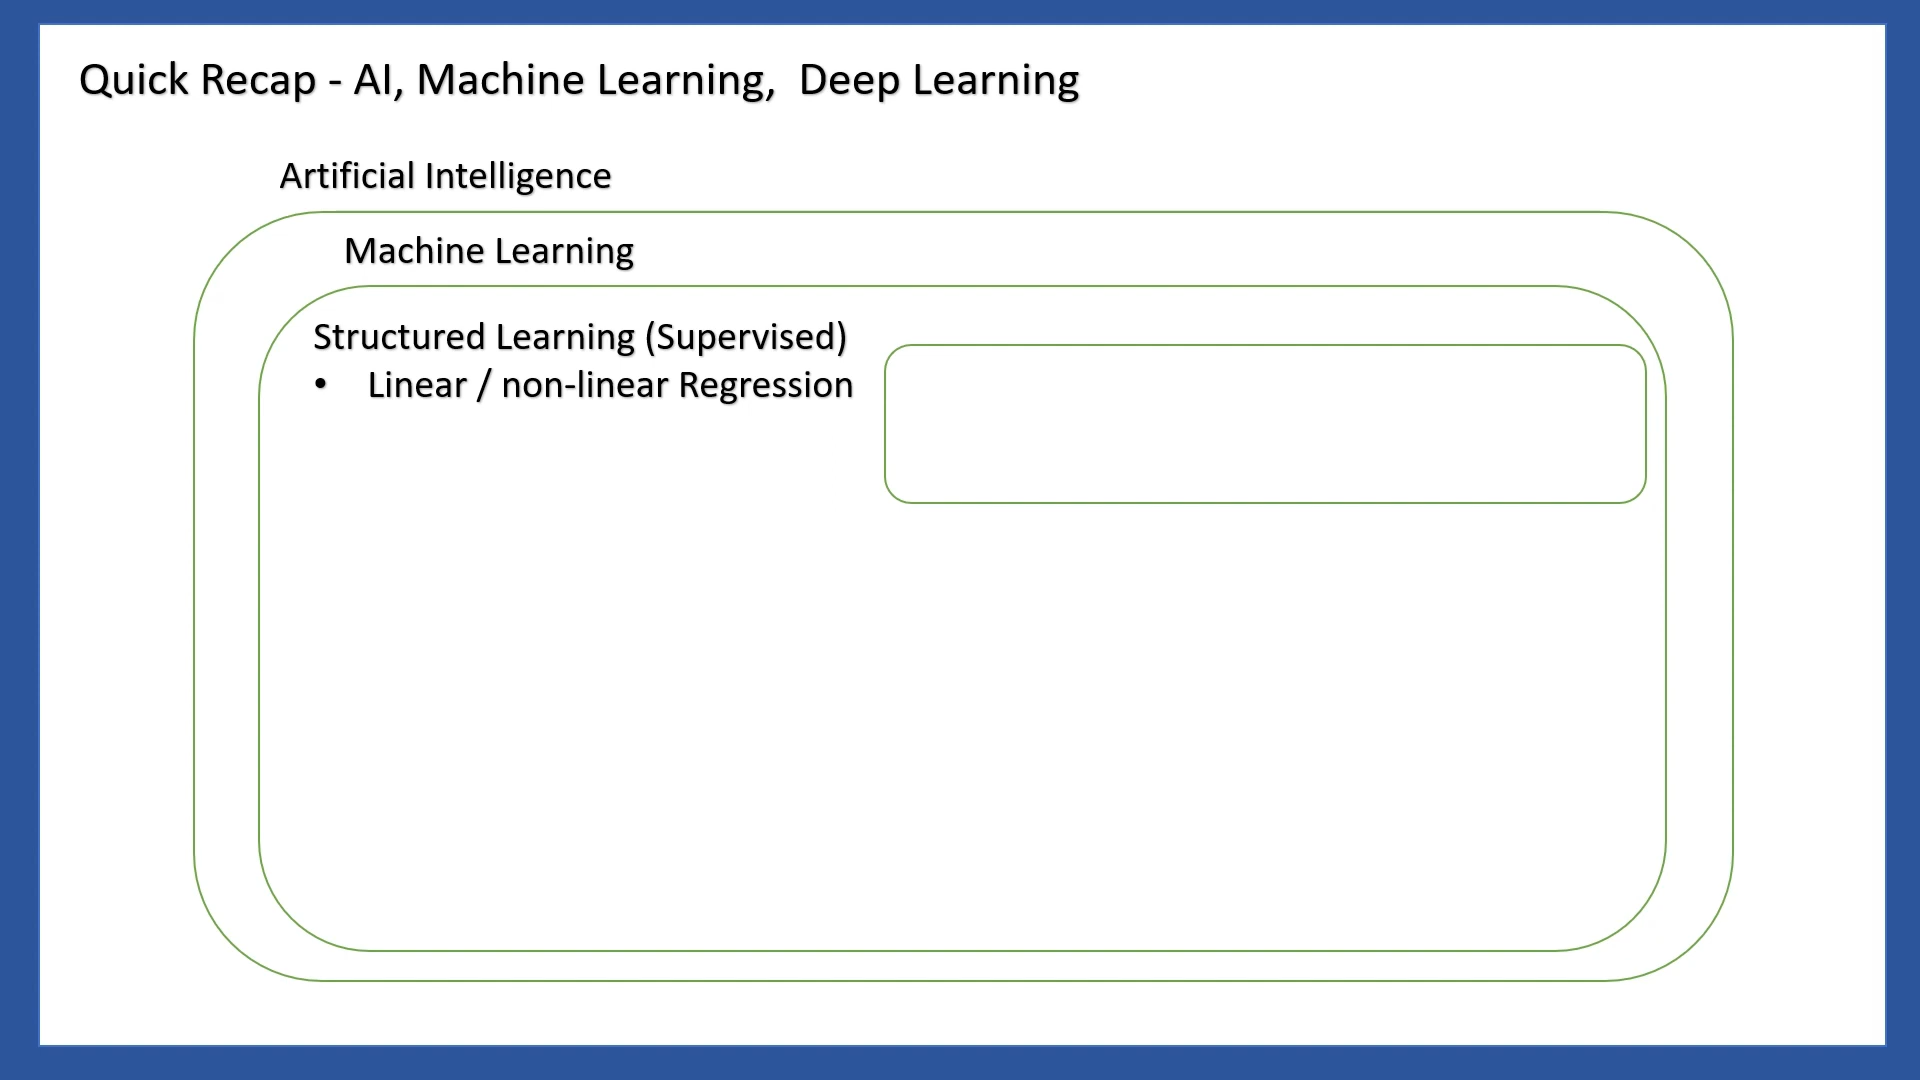 Quick Recap - AI, Machine Learning,  Deep Learning
Artificial Intelligence
Machine Learning
Structured Learning (Supervised)
• Linear / non-linear Regression